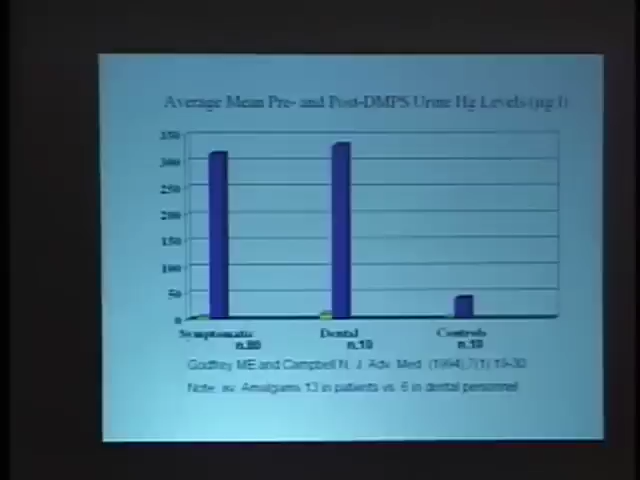 Average Mean Pre- and Post-DMPS Urine Hg Levels (µg/l)
350
300
250
200
150
100
50
0
Symptomatic Dental Controls
n.80 n.10 n.10
Godfrey ME and Campbell N. J. Adv. Med. (1994),7(1) 19-30
Note: av. Amalgams 13 in patients vs. 6 in dental personnel